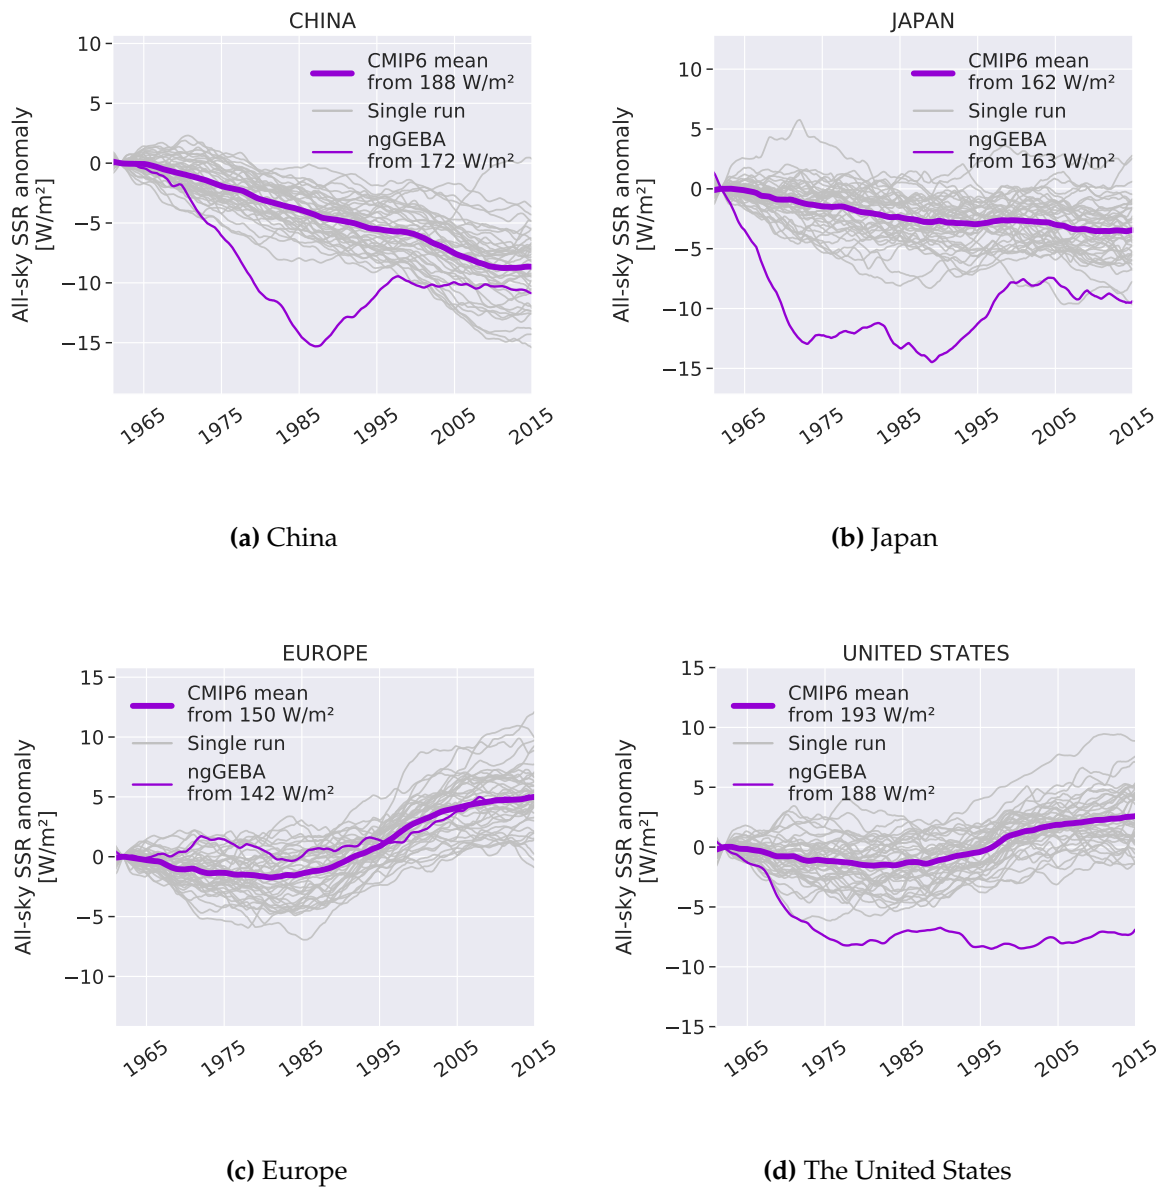 CHINA
10
5
0
−5
−10
−15
All-sky SSR anomaly
[W/m²]
CMIP6 mean
from 188 W/m²
Single run
ngGEBA
from 172 W/m²
1965
1975
1985
1995
2005
2015
(a) China
JAPAN
10
5
0
−5
−10
−15
All-sky SSR anomaly
[W/m²]
CMIP6 mean
from 162 W/m²
Single run
ngGEBA
from 163 W/m²
1965
1975
1985
1995
2005
2015
(b) Japan
EUROPE
15
10
5
0
−5
−10
All-sky SSR anomaly
[W/m²]
CMIP6 mean
from 150 W/m²
Single run
ngGEBA
from 142 W/m²
1965
1975
1985
1995
2005
2015
(c) Europe
UNITED STATES
15
10
5
0
−5
−10
−15
All-sky SSR anomaly
[W/m²]
CMIP6 mean
from 193 W/m²
Single run
ngGEBA
from 188 W/m²
1965
1975
1985
1995
2005
2015
(d) The United States